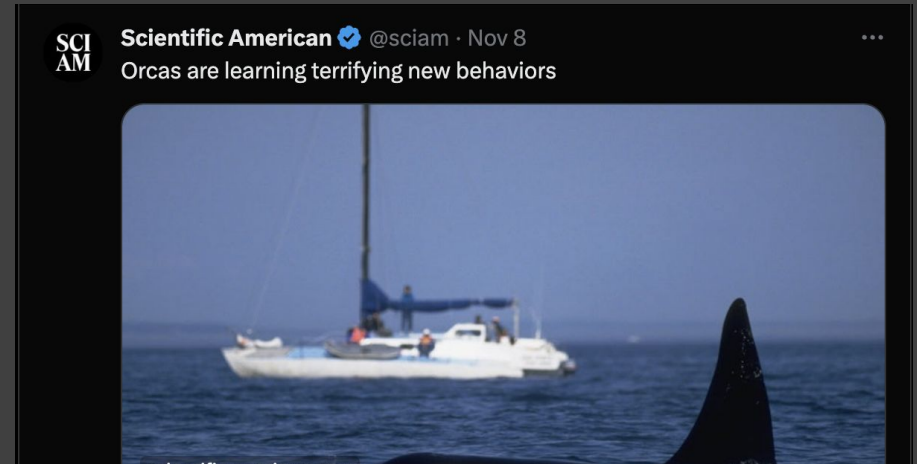 SCI
AM
Scientific American @sciam · Nov 8
Orcas are learning terrifying new behaviors